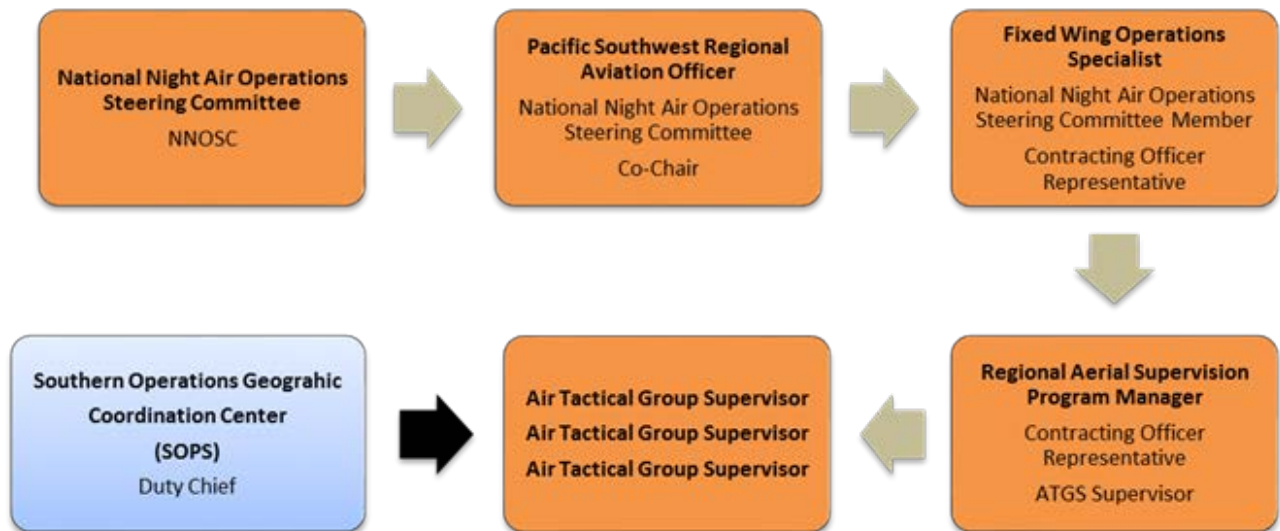 National Night Air Operations
Steering Committee
NNOSC
Pacific Southwest Regional
Aviation Officer
National Night Air Operations
Steering Committee
Co-Chair
Fixed Wing Operations
Specialist
National Night Air Operations
Steering Committee Member
Contracting Officer
Representative
Southern Operations Geograhic
Coordination Center
(SOPS)
Duty Chief
Air Tactical Group Supervisor
Air Tactical Group Supervisor
Air Tactical Group Supervisor
Regional Aerial Supervision
Program Manager
Contracting Officer
Representative
ATGS Supervisor